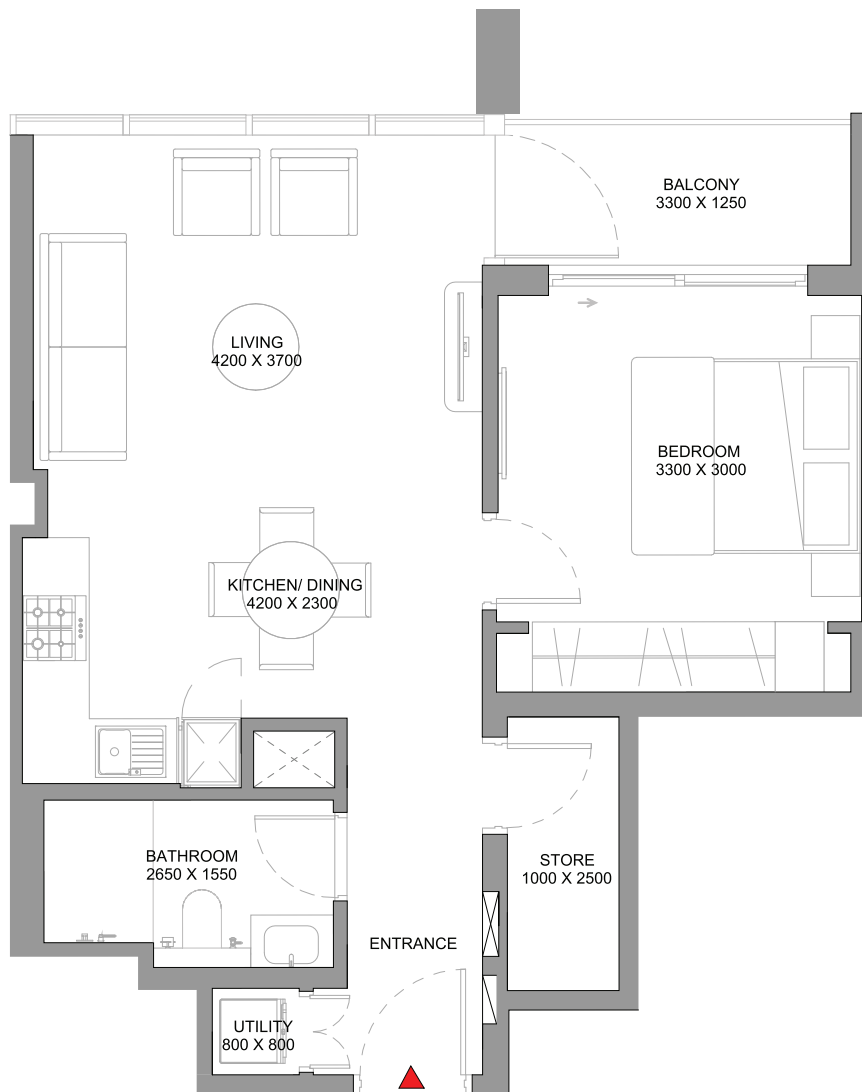 BALCONY
3300 X 1250
LIVING
4200 X 3700
BEDROOM
3300 X 3000
KITCHEN/ DINING
4200 X 2300
BATHROOM
2650 X 1550
STORE
1000 X 2500
ENTRANCE
UTILITY
800 X 800